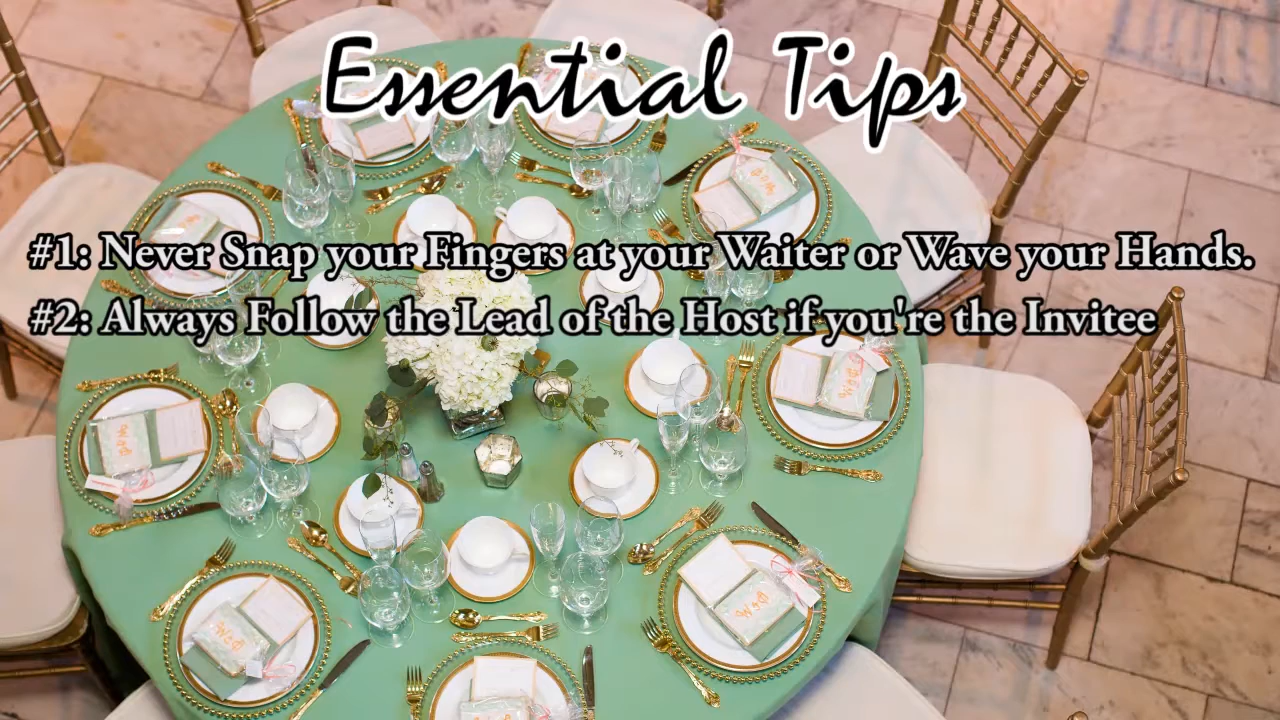 Essential Tips
#1: Never Snap your Fingers at your Waiter or Wave your Hands.
#2: Always Follow the Lead of the Host if you're the Invitee